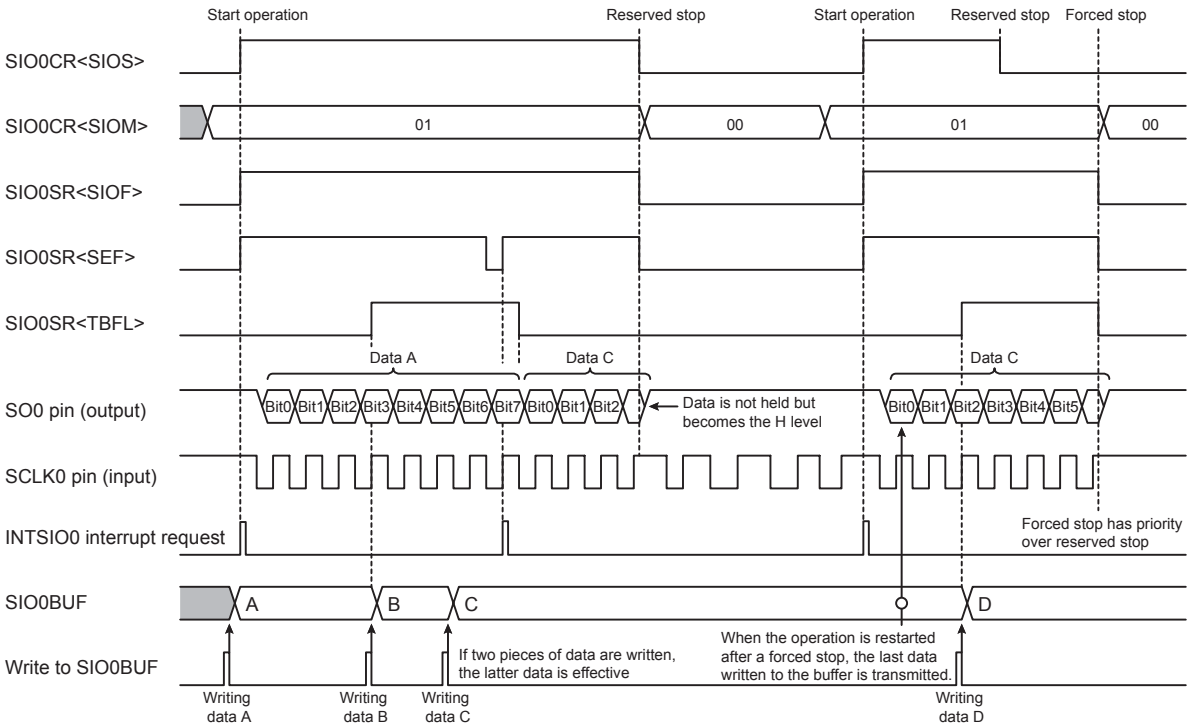 Start operation Reserved stop Start operation Reserved stop Forced stop
SIO0CR<SIOS>
SIO0CR<SIOM> 01 00 01 00
SIO0SR<SIOF>
SIO0SR<SEF>
SIO0SR<TBFL>
Data A Data C Data C
SO0 pin (output) Bit0 Bit1 Bit2 Bit3 Bit4 Bit5 Bit6 Bit7 Bit0 Bit1 Bit2 Data is not held but Bit0 Bit1 Bit2 Bit3 Bit4 Bit5
becomes the H level
SCLK0 pin (input)
INTSIO0 interrupt request
Forced stop has priority
over reserved stop
SIO0BUF A B C D
Write to SIO0BUF
If two pieces of data are written,
the latter data is effective
When the operation is restarted
after a forced stop, the last data
written to the buffer is transmitted.
Writing Writing Writing Writing
data A data B data C data D